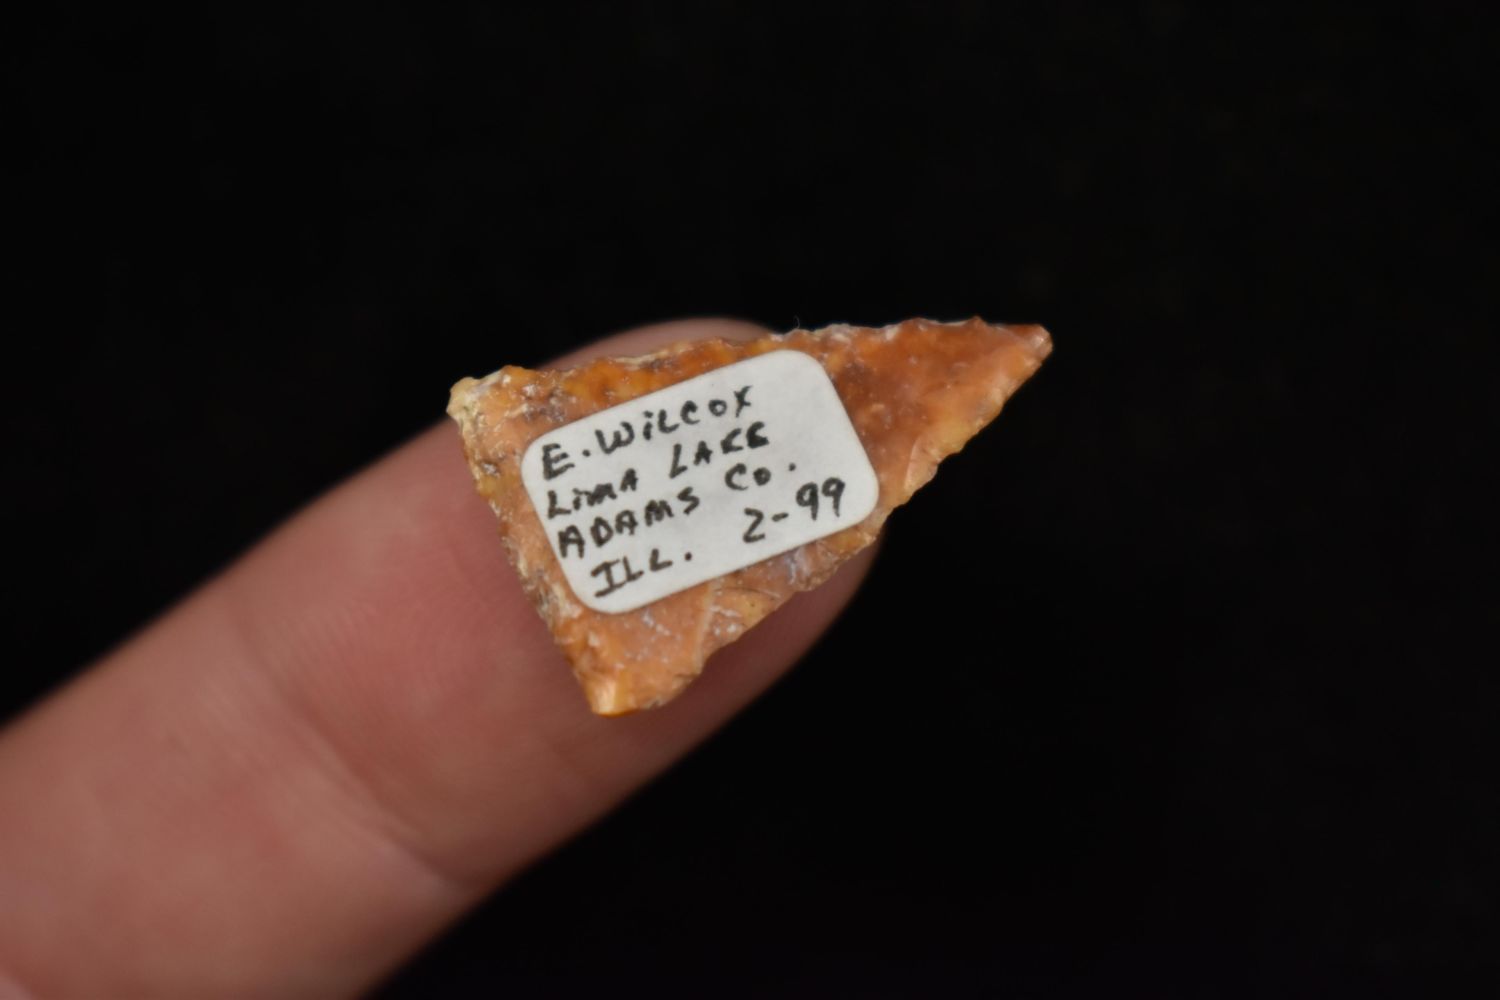 E. WiLCOX
LiMA LAKE
ADAMS CO.
ILL. 2-99